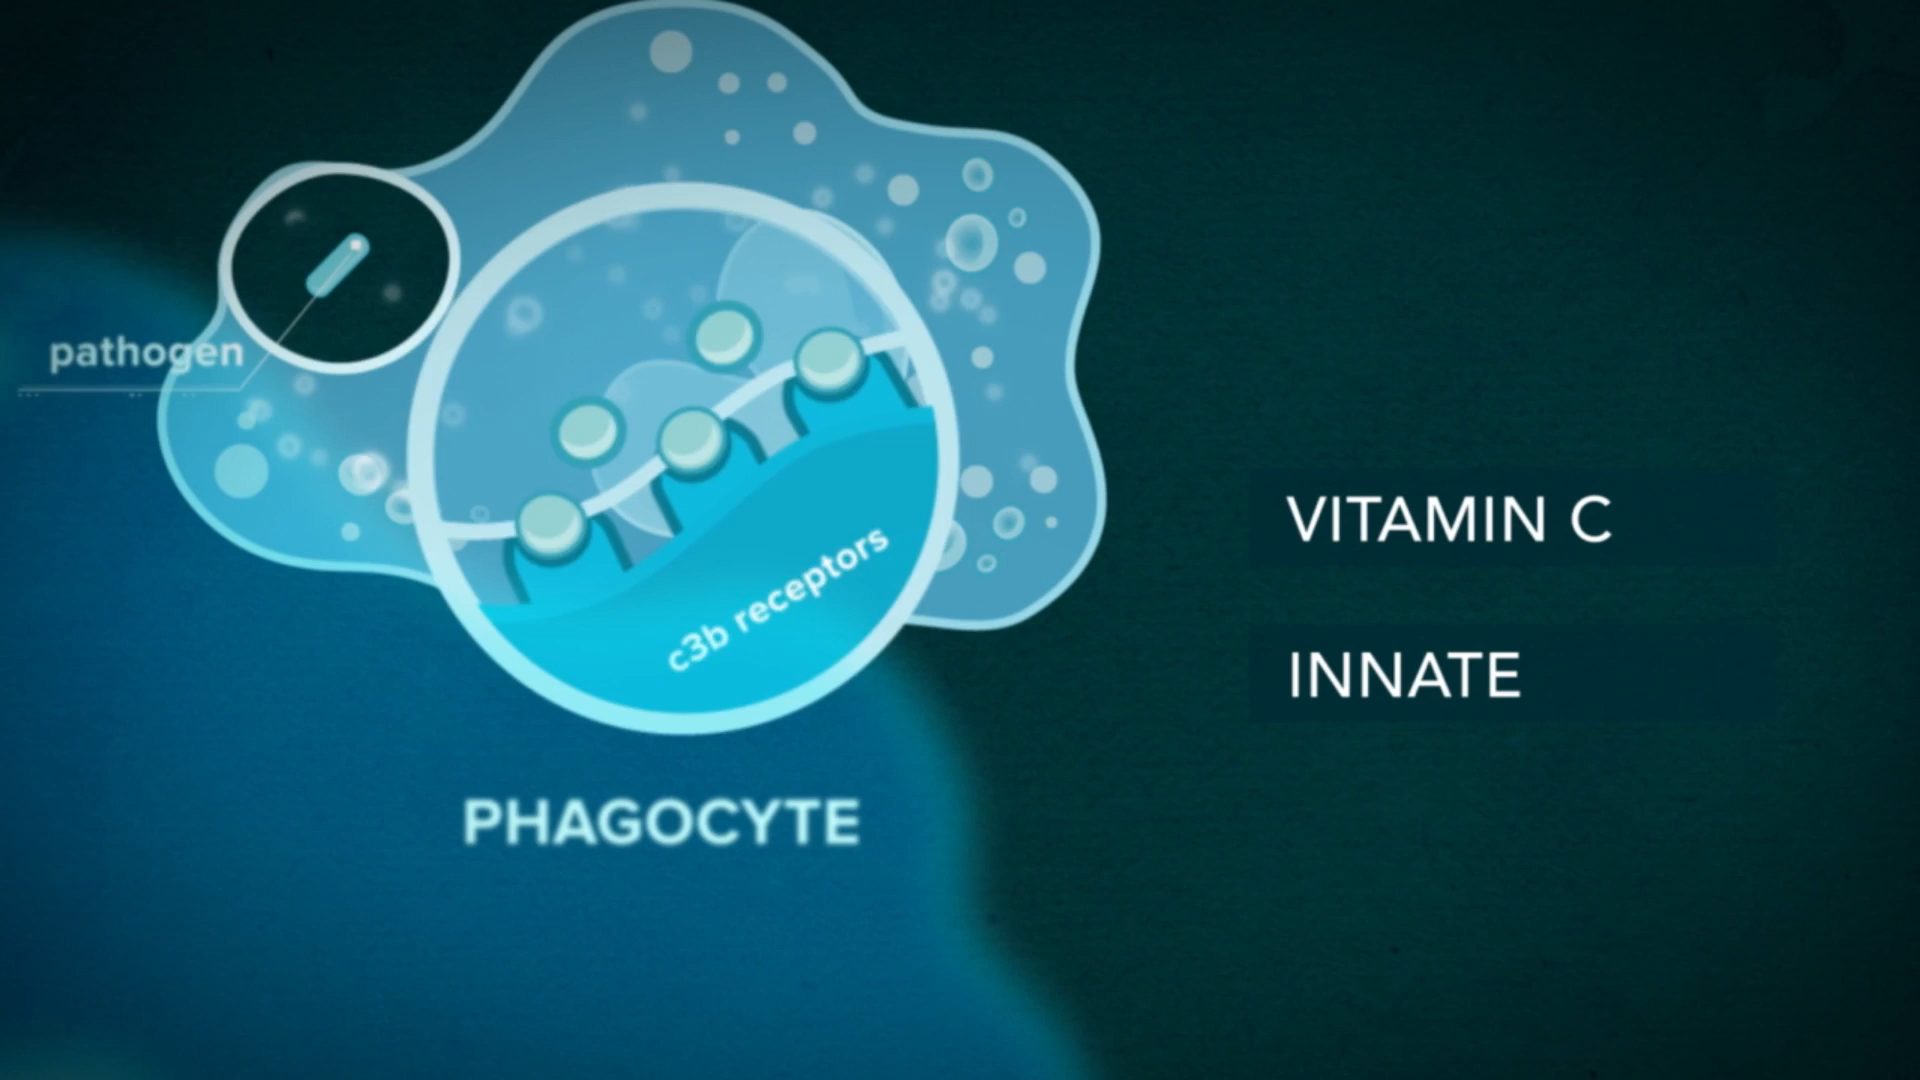 pathogen
c3b receptors
PHAGOCYTE
VITAMIN C
INNATE